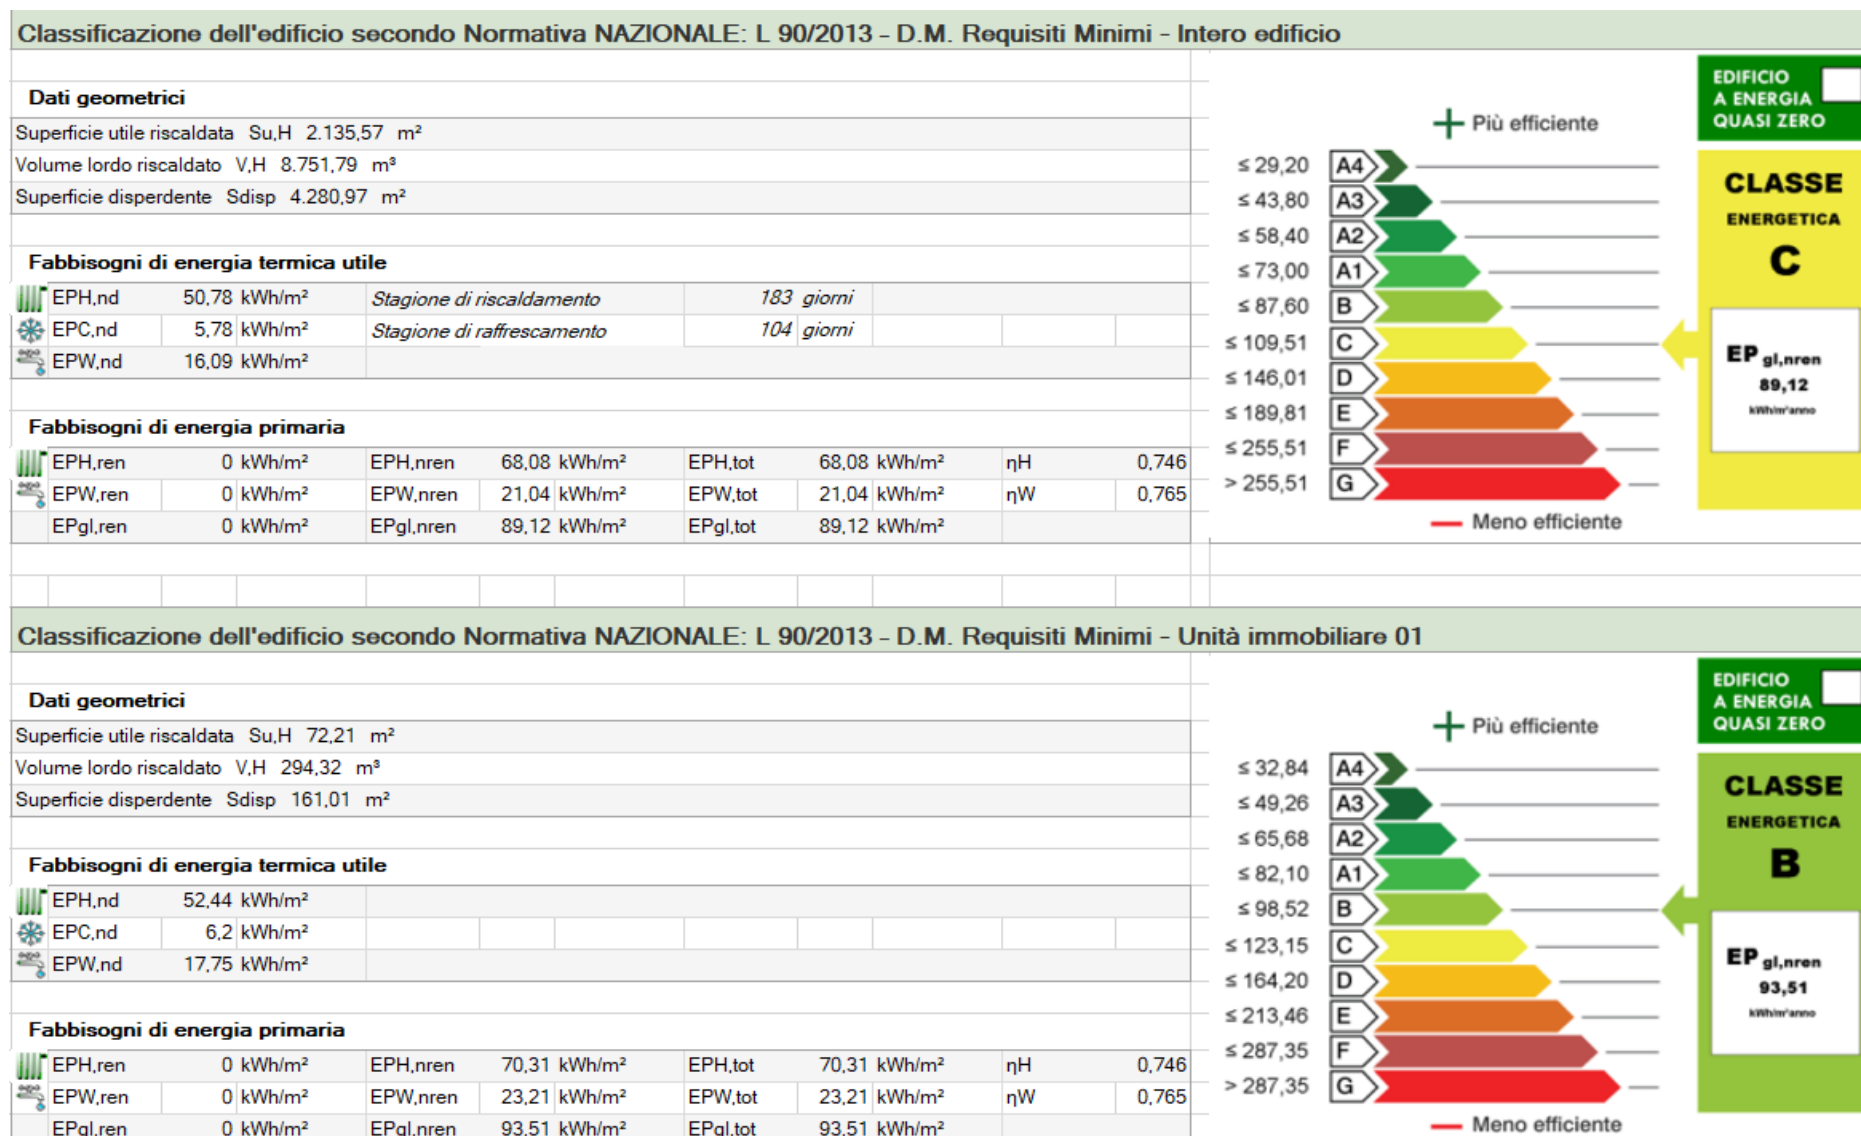 Classificazione dell'edificio secondo Normativa NAZIONALE: L 90/2013 - D.M. Requisiti Minimi - Intero edificio
Dati geometrici
Superficie utile riscaldata Su,H 2.135,57 m²
Volume lordo riscaldato V,H 8.751,79 m³
Superficie disperdente Sdisp 4.280,97 m²
Fabbisogni di energia termica utile
EPH,nd 50,78 kWh/m² Stagione di riscaldamento 183 giorni
EPC,nd 5,78 kWh/m² Stagione di raffrescamento 104 giorni
EPW,nd 16,09 kWh/m²
Fabbisogni di energia primaria
EPH,ren 0 kWh/m² EPH,nren 68,08 kWh/m² EPH,tot 68,08 kWh/m² ηH 0,746
EPW,ren 0 kWh/m² EPW,nren 21,04 kWh/m² EPW,tot 21,04 kWh/m² ηW 0,765
EPgl,ren 0 kWh/m² EPgl,nren 89,12 kWh/m² EPgl,tot 89,12 kWh/m²
Più efficiente
≤ 29,20 A4
≤ 43,80 A3
≤ 58,40 A2
≤ 73,00 A1
≤ 87,60 B
≤ 109,51 C
≤ 146,01 D
≤ 189,81 E
≤ 255,51 F
> 255,51 G
Meno efficiente
EDIFICIO
A ENERGIA
QUASI ZERO
CLASSE
ENERGETICA
C
EP gl,nren
89,12
kWh/m²anno
Classificazione dell'edificio secondo Normativa NAZIONALE: L 90/2013 - D.M. Requisiti Minimi - Unità immobiliare 01
Dati geometrici
Superficie utile riscaldata Su,H 72,21 m²
Volume lordo riscaldato V,H 294,32 m³
Superficie disperdente Sdisp 161,01 m²
Fabbisogni di energia termica utile
EPH,nd 52,44 kWh/m²
EPC,nd 6,2 kWh/m²
EPW,nd 17,75 kWh/m²
Fabbisogni di energia primaria
EPH,ren 0 kWh/m² EPH,nren 70,31 kWh/m² EPH,tot 70,31 kWh/m² ηH 0,746
EPW,ren 0 kWh/m² EPW,nren 23,21 kWh/m² EPW,tot 23,21 kWh/m² ηW 0,765
EPgl,ren 0 kWh/m² EPgl,nren 93,51 kWh/m² EPgl,tot 93,51 kWh/m²
Più efficiente
≤ 32,84 A4
≤ 49,26 A3
≤ 65,68 A2
≤ 82,10 A1
≤ 98,52 B
≤ 123,15 C
≤ 164,20 D
≤ 213,46 E
≤ 287,35 F
> 287,35 G
Meno efficiente
EDIFICIO
A ENERGIA
QUASI ZERO
CLASSE
ENERGETICA
B
EP gl,nren
93,51
kWh/m²anno